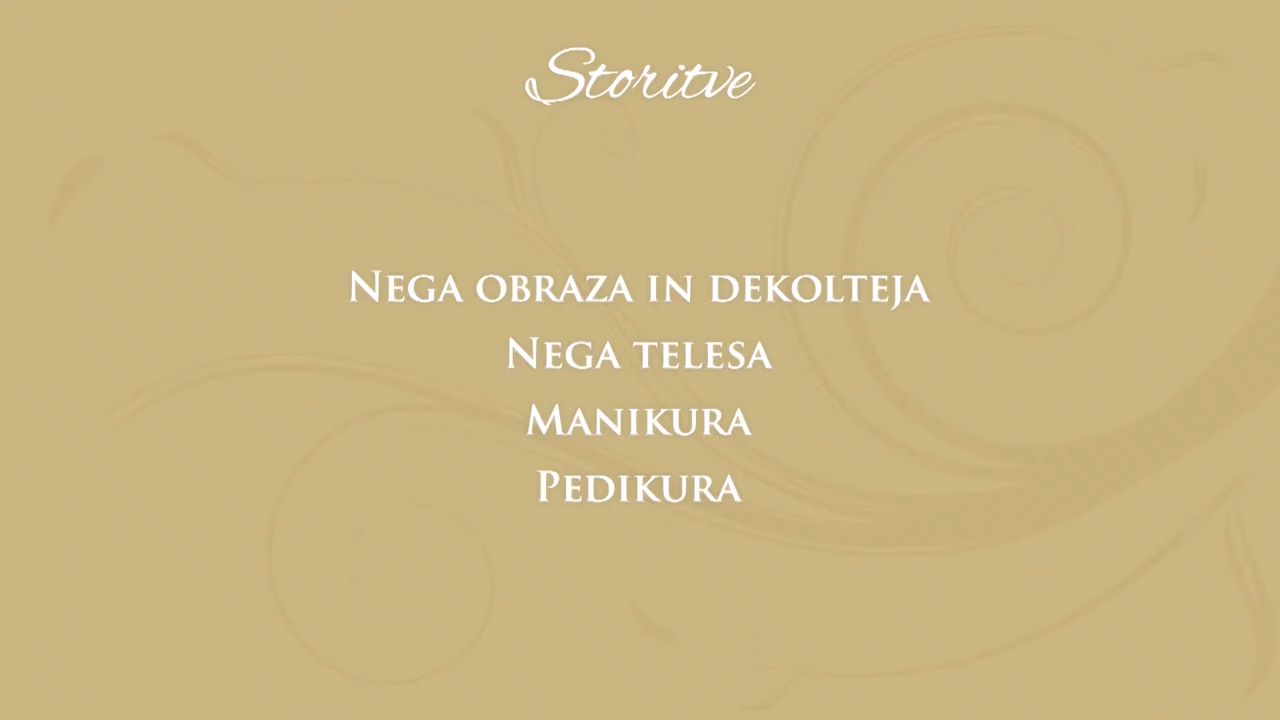 Storitve
Nega obraza in dekolteja
Nega telesa
Manikura
Pedikura